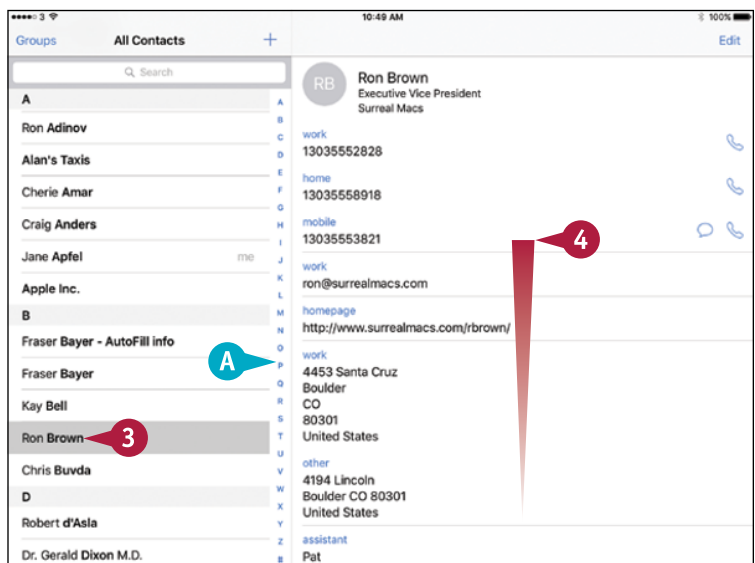 3
10:49 AM
100%
Groups
All Contacts
+
Edit
Search
A
Ron Adinov
Alan's Taxis
Cherie Amar
Craig Anders
Jane Apfel me
Apple Inc.
B
Fraser Bayer - AutoFill info
Fraser Bayer
Kay Bell
Ron Brown
3
Chris Buvda
D
Robert d'Asla
Dr. Gerald Dixon M.D.
A
B
C
D
E
F
G
H
I
J
K
L
M
N
O
P
Q
R
S
T
U
V
W
X
Y
Z
A
RB
Ron Brown
Executive Vice President
Surreal Macs
work
13035552828
home
13035558918
mobile
13035553821
4
work
ron@surrealmacs.com
homepage
http://www.surrealmacs.com/rbrown/
work
4453 Santa Cruz
Boulder
CO
80301
United States
other
4194 Lincoln
Boulder CO 80301
United States
assistant
Pat